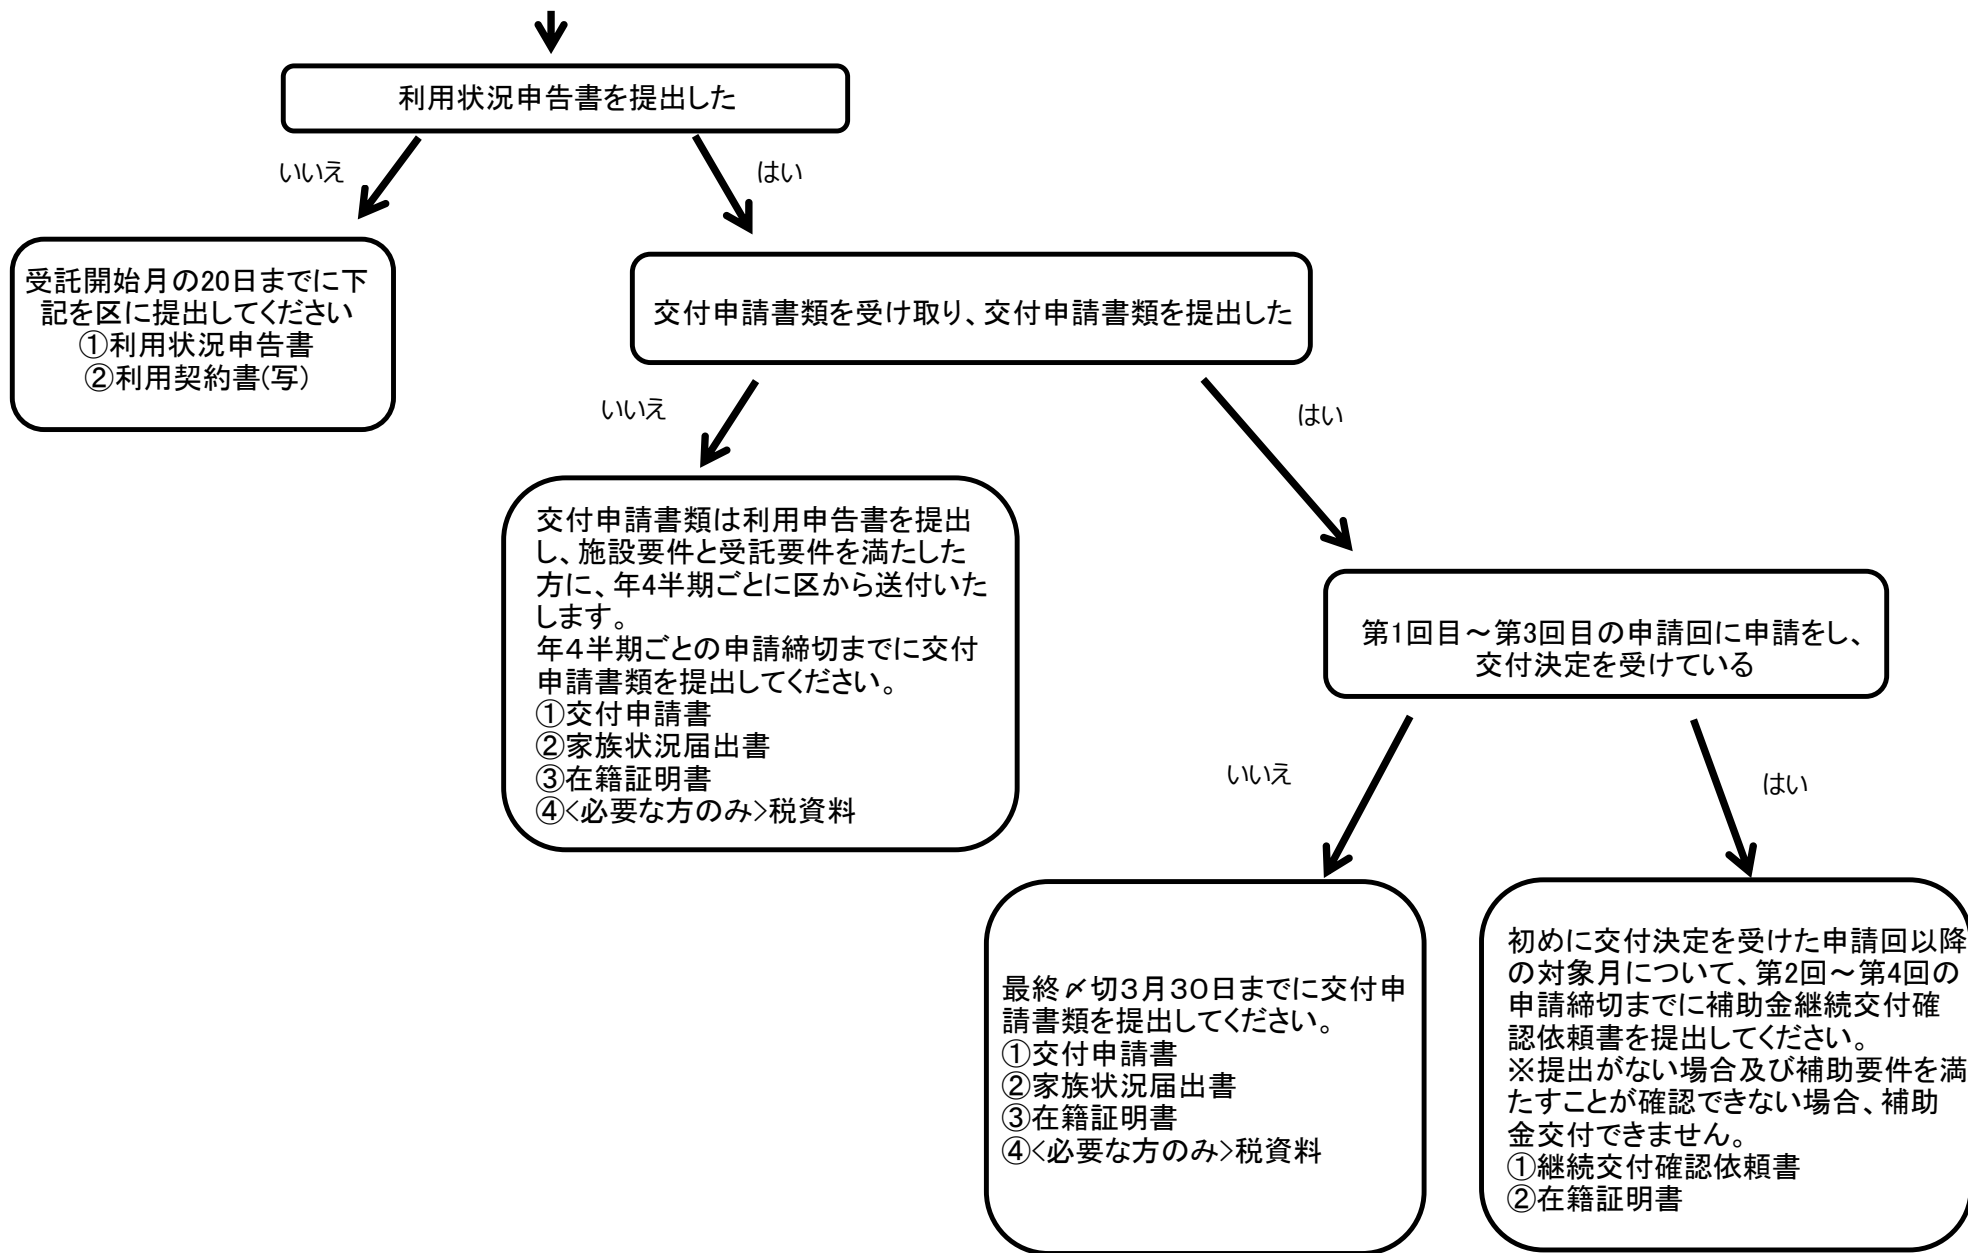 利用状況申告書を提出した
いいえ
はい
受託開始月の20日までに下
記を区に提出してください
①利用状況申告書
②利用契約書(写)
交付申請書類を受け取り、交付申請書類を提出した
いいえ
はい
交付申請書類は利用申告書を提出
し、施設要件と受託要件を満たした
方に、年4半期ごとに区から送付いた
します。
年４半期ごとの申請締切までに交付
申請書類を提出してください。
①交付申請書
②家族状況届出書
③在籍証明書
④<必要な方のみ>税資料
第1回目～第3回目の申請回に申請をし、
交付決定を受けている
いいえ
はい
最終〆切３月３０日までに交付申
請書類を提出してください。
①交付申請書
②家族状況届出書
③在籍証明書
④<必要な方のみ>税資料
初めに交付決定を受けた申請回以降
の対象月について、第2回～第4回の
申請締切までに補助金継続交付確
認依頼書を提出してください。
※提出がない場合及び補助要件を満
たすことが確認できない場合、補助
金交付できません。
①継続交付確認依頼書
②在籍証明書